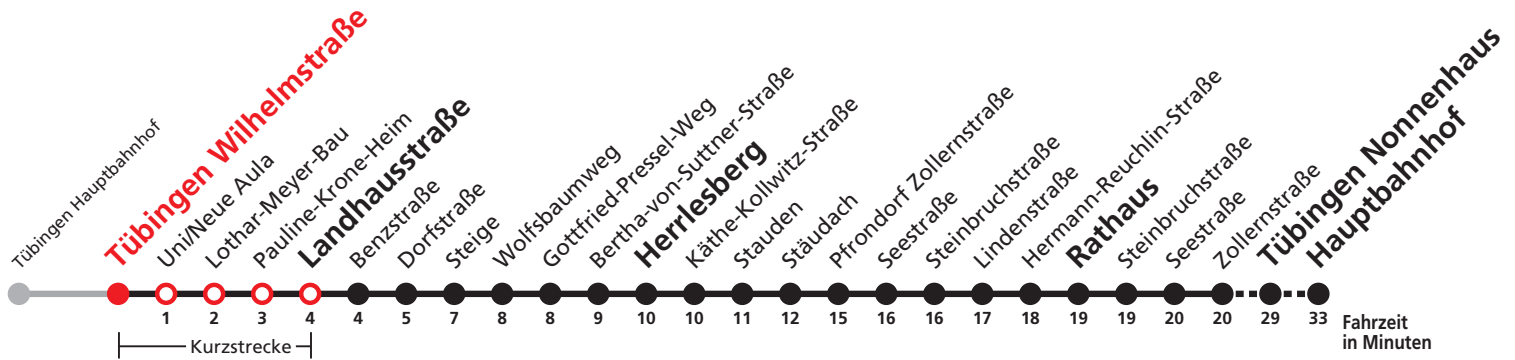 Tübingen Hauptbahnhof
Tübingen Wilhelmstraße
Uni/Neue Aula
Lothar-Meyer-Bau
Pauline-Krone-Heim
Landhausstraße
Benzstraße
Dorfstraße
Steige
Wolfsbaumweg
Gottfried-Pressel-Weg
Bertha-von-Suttner-Straße
Herrlesberg
Käthe-Kollwitz-Straße
Stauden
Stäudach
Pfrondorf Zollernstraße
Seestraße
Steinbruchstraße
Lindenstraße
Hermann-Reuchlin-Straße
Rathaus
Steinbruchstraße
Seestraße
Zollernstraße
Tübingen Nonnenhaus
Hauptbahnhof
1 2 3 4 4 5 7 8 8 9 10 10 11 12 15 16 16 17 18 19 19 20 20 29 33 Fahrzeit
in Minuten
Kurzstrecke